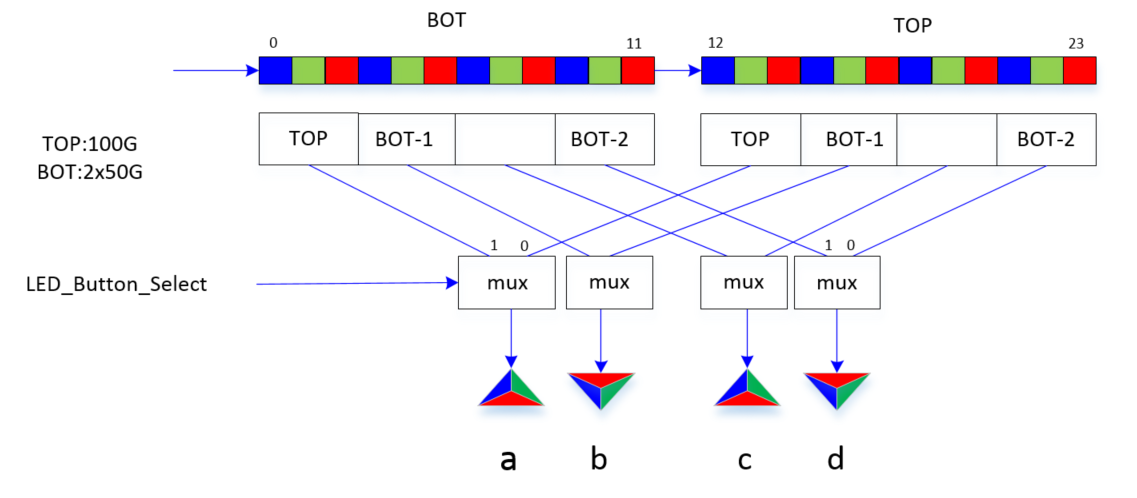 BOT
TOP
0 11 12 23
TOP:100G
BOT:2x50G
TOP BOT-1 BOT-2 TOP BOT-1 BOT-2
1 0 1 0
LED_Button_Select
mux mux mux mux
a b c d